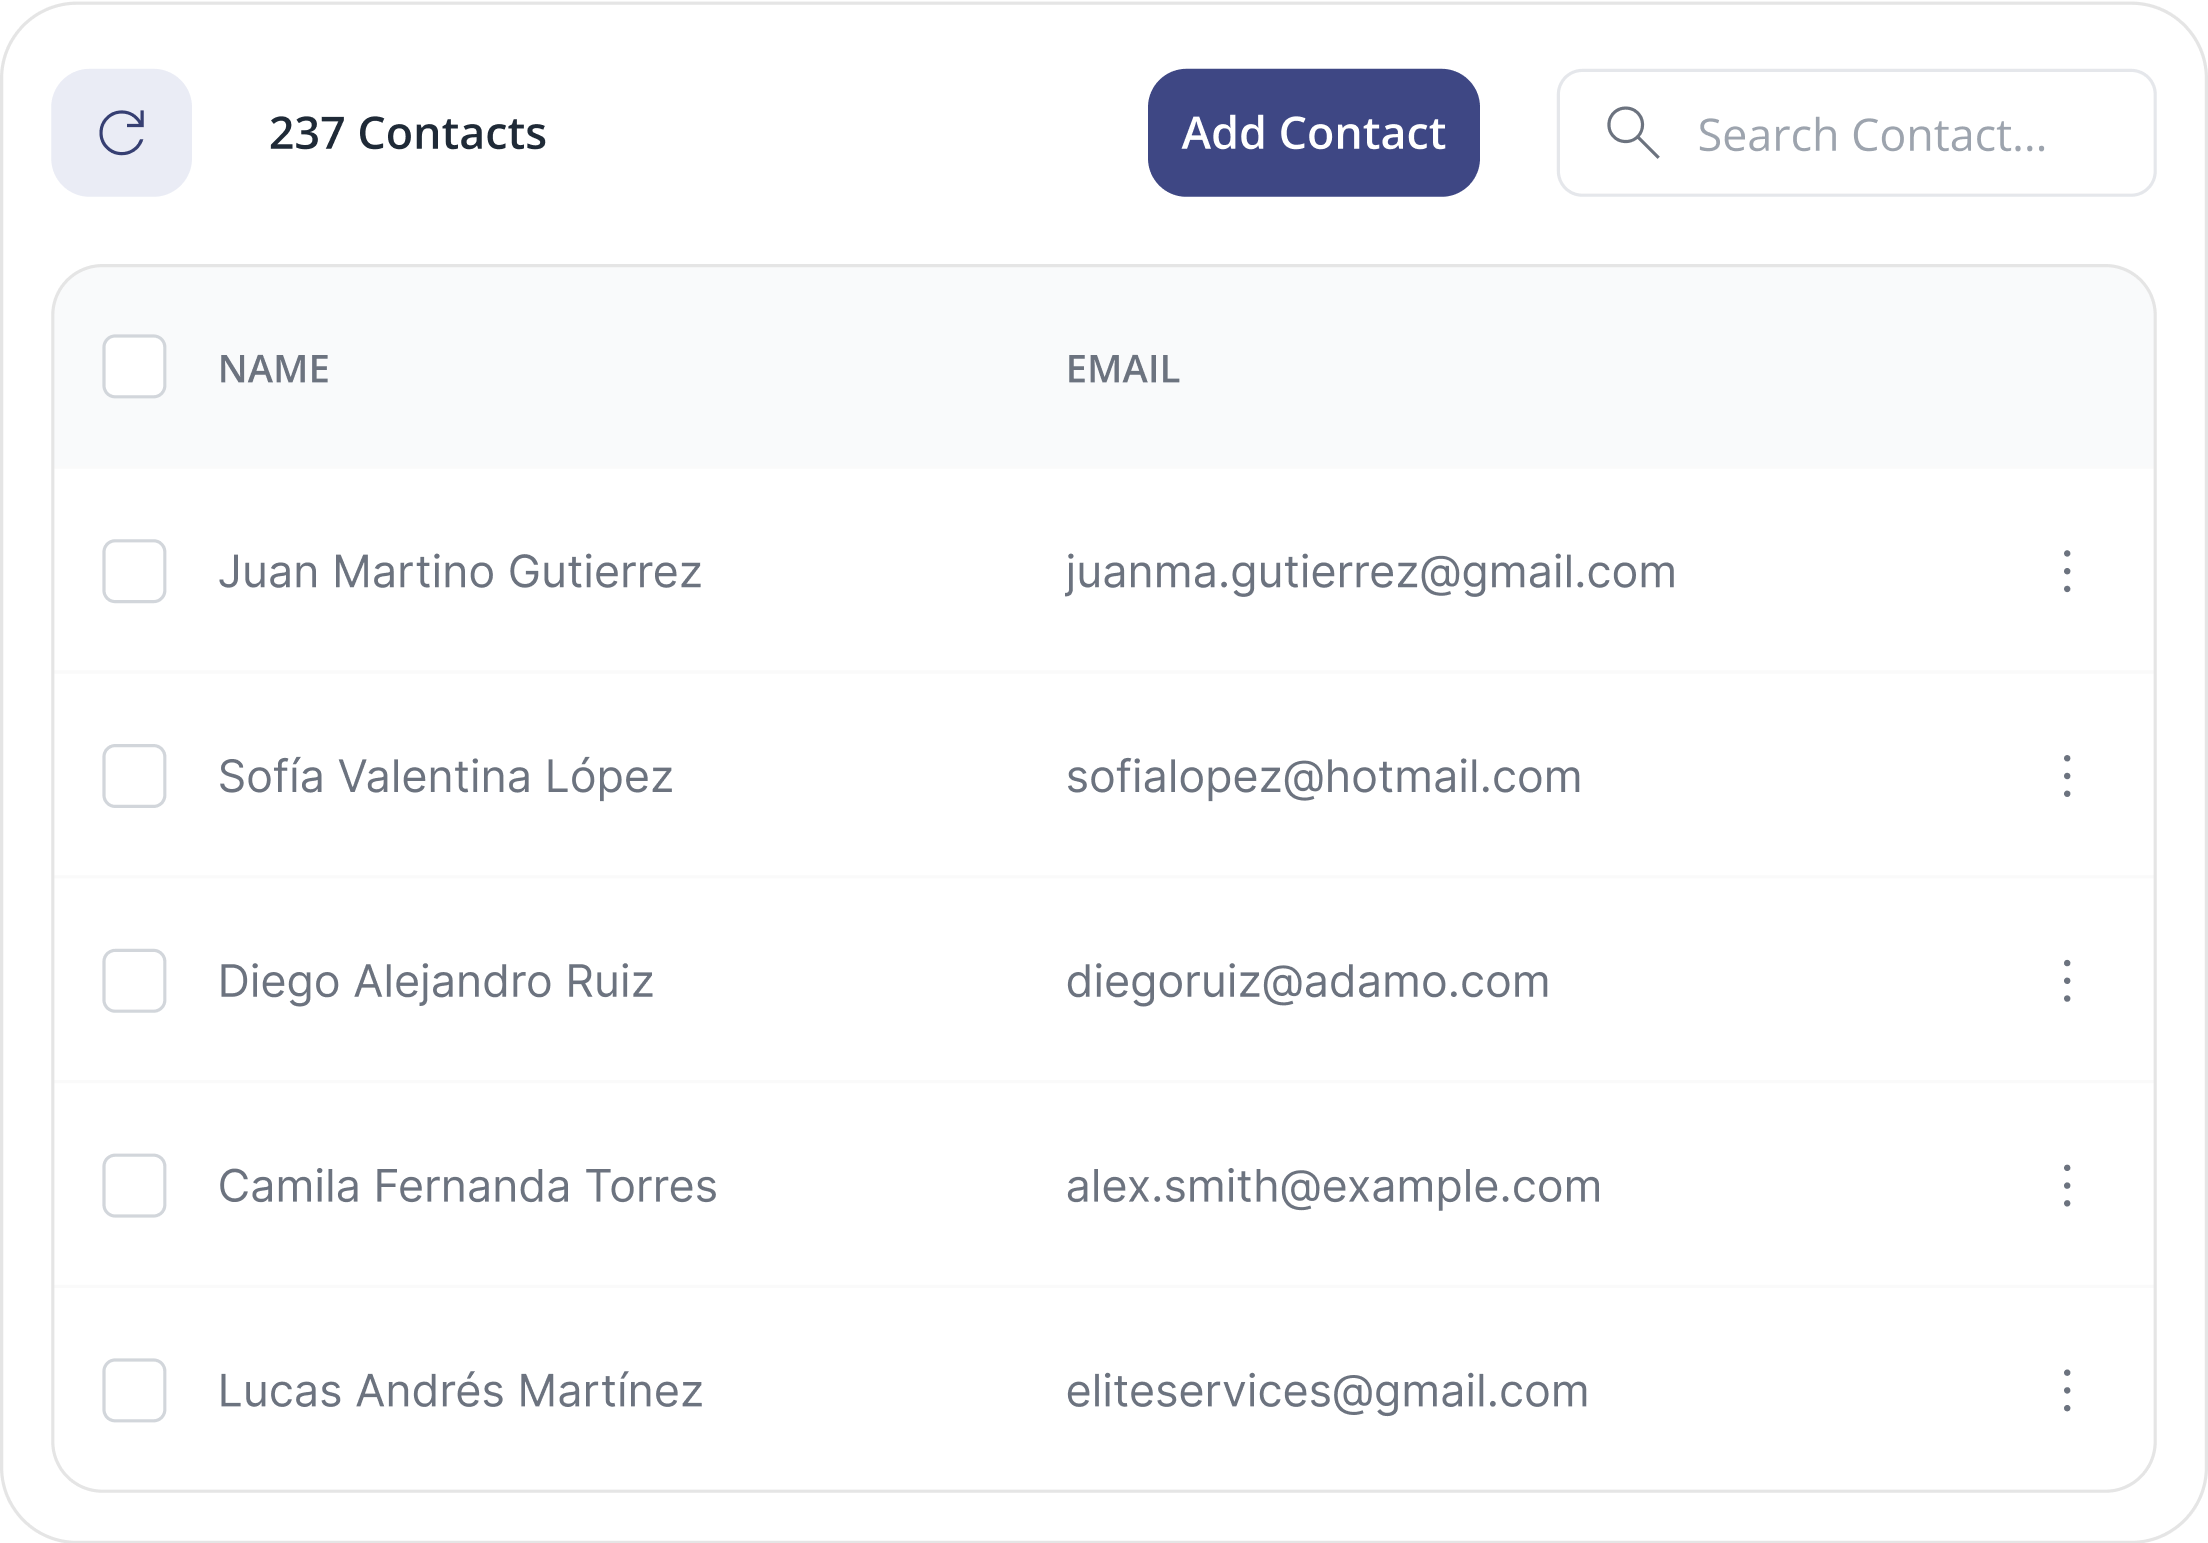 237 Contacts
Add Contact
Search Contact...
NAME
EMAIL
Juan Martino Gutierrez
juanma.gutierrez@gmail.com
Sofía Valentina López
sofialopez@hotmail.com
Diego Alejandro Ruiz
diegoruiz@adamo.com
Camila Fernanda Torres
alex.smith@example.com
Lucas Andrés Martínez
eliteservices@gmail.com